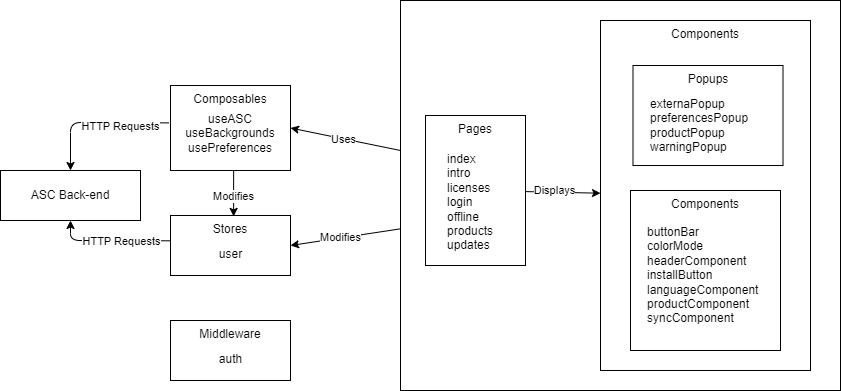 Components
Popups
externaPopup
preferencesPopup
productPopup
warningPopup
Components
buttonBar
colorMode
headerComponent
installButton
languageComponent
productComponent
syncComponent
Pages
index
intro
licenses
login
offline
products
updates
Displays
Uses
Modifies
Composables
useASC
useBackgrounds
usePreferences
Modifies
Stores
user
HTTP Requests
HTTP Requests
ASC Back-end
Middleware
auth